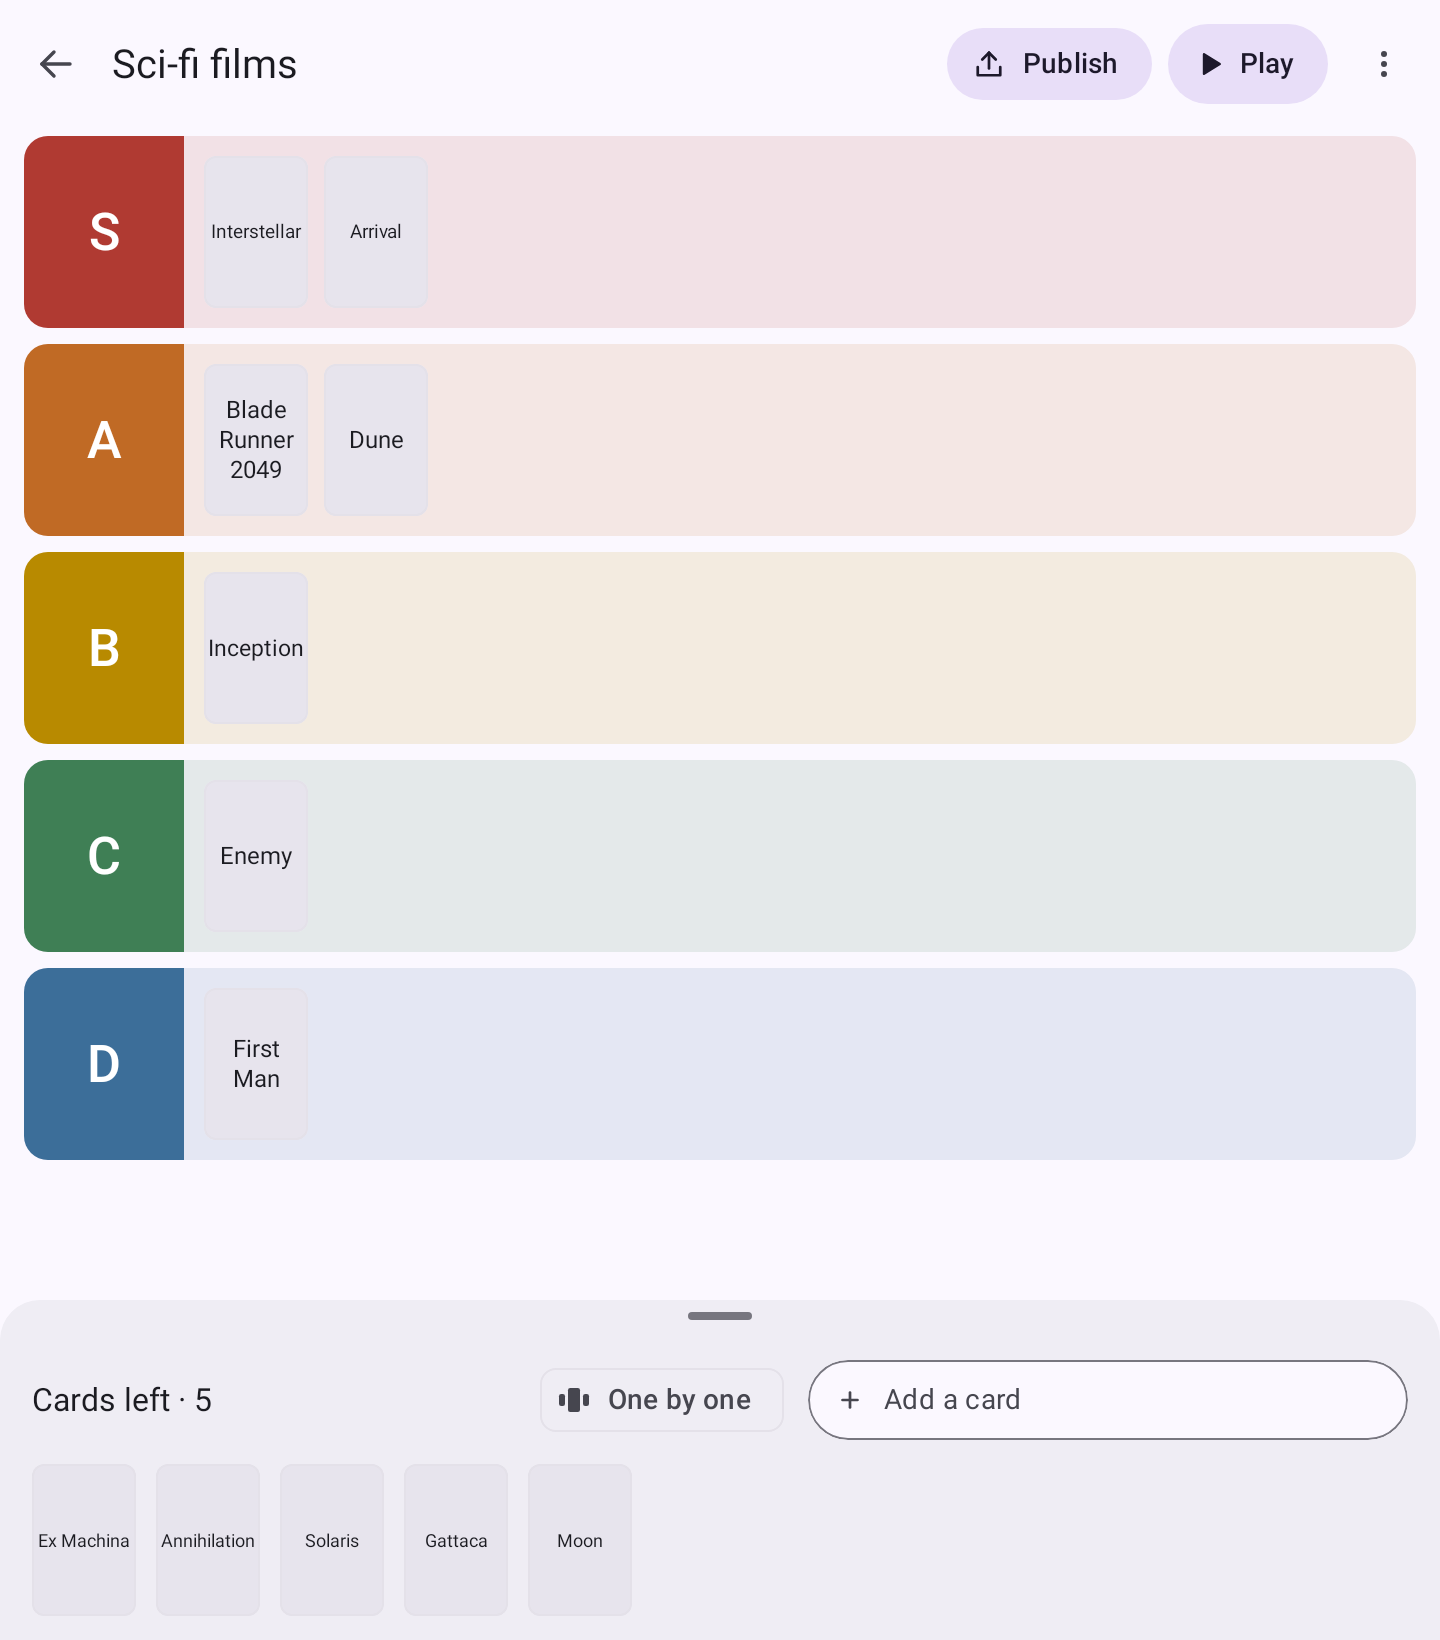 Sci-fi films
Publish
Play
S
Interstellar
Arrival
A
Blade
Runner
2049
Dune
B
Inception
C
Enemy
D
First
Man
Cards left · 5
One by one
Add a card
Ex Machina
Annihilation
Solaris
Gattaca
Moon